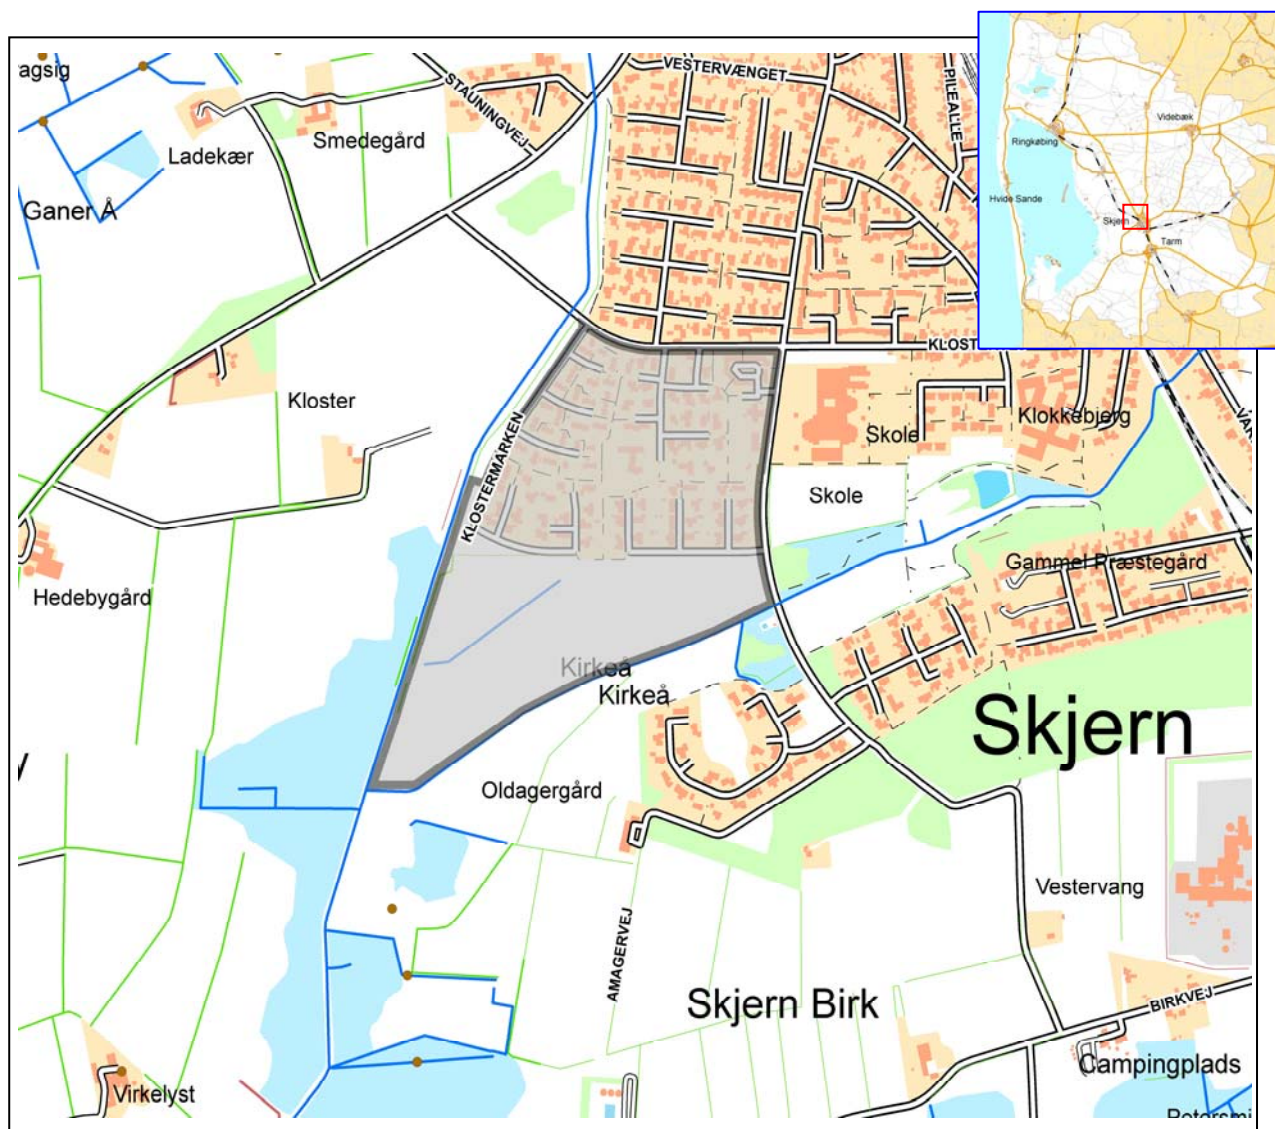 agsig
Ladekær
Smedegård
STAUNINGVEJ
VESTERVÆNGET
PILEALLE
Ganer Å
Ringkøbing
Videbæk
Hvide Sande
Skjern
Tarm
Kloster
KLOSTERMARKEN
Skole
Klokkebjerg
Skole
Hedebygård
Gammel Præstegård
Kirkeå
Kirkeå
Skjern
Oldagergård
Vestervang
AMAGERVEJ
Skjern Birk
BIRKVEJ
Campingplads
Virkelyst